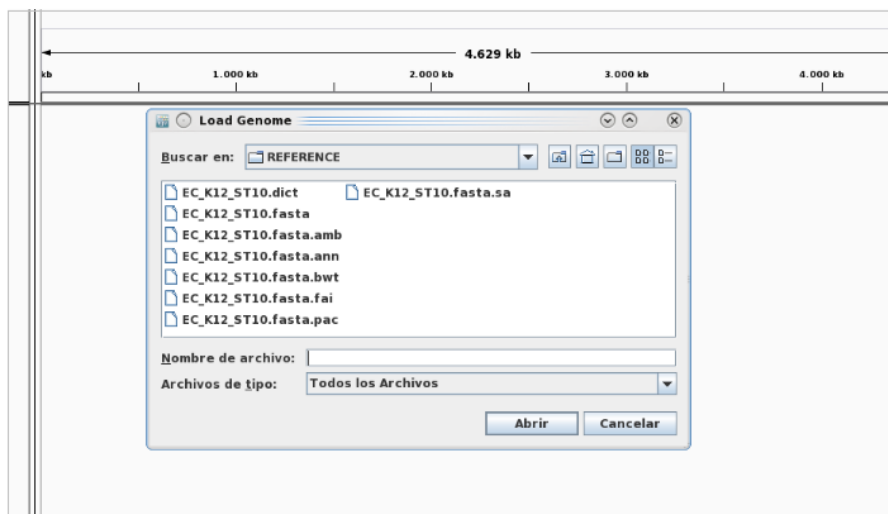 4.629 kb
kb 1.000 kb 2.000 kb 3.000 kb 4.000 kb
Load Genome
Buscar en: REFERENCE
EC_K12_ST10.dict
EC_K12_ST10.fasta
EC_K12_ST10.fasta.amb
EC_K12_ST10.fasta.ann
EC_K12_ST10.fasta.bwt
EC_K12_ST10.fasta.fai
EC_K12_ST10.fasta.pac
EC_K12_ST10.fasta.sa
Nombre de archivo:
Archivos de tipo: Todos los Archivos
Abrir Cancelar